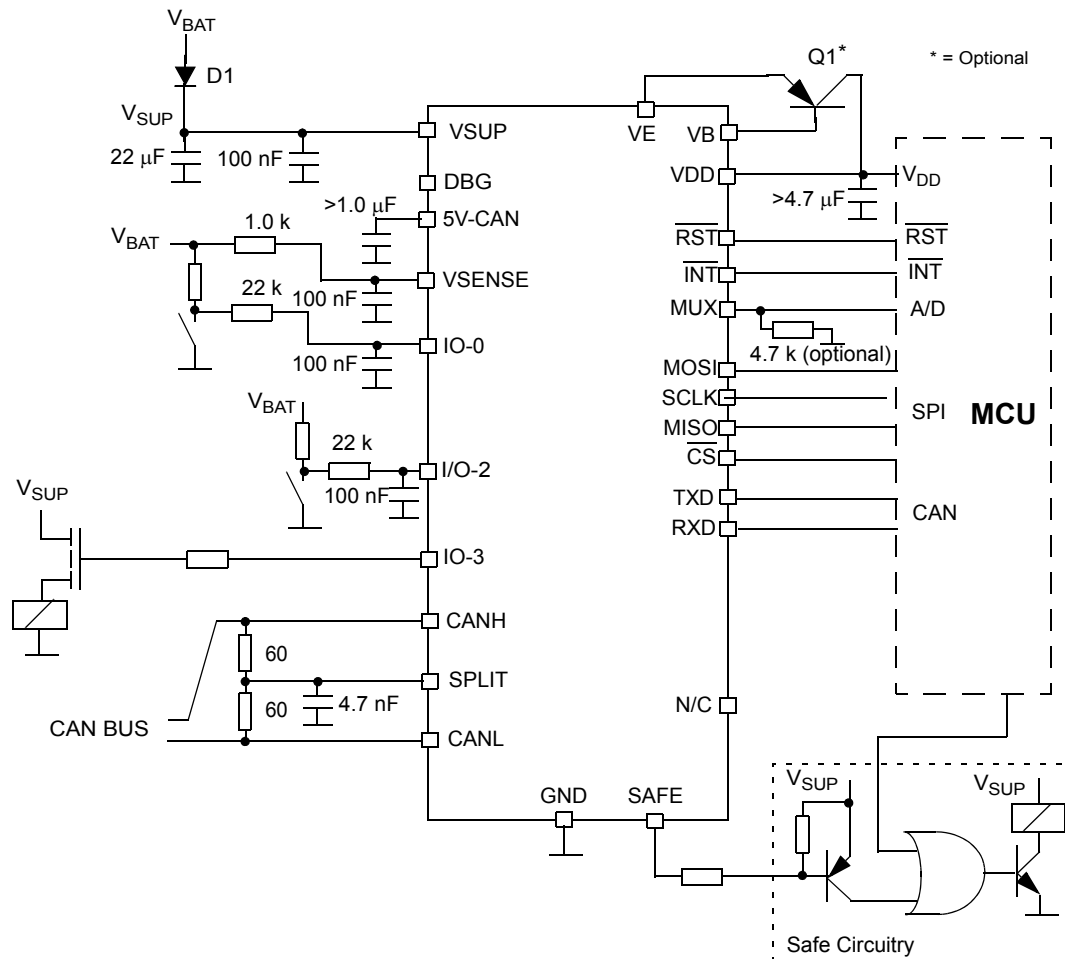 V_BAT
Q1*
* = Optional
D1
V_SUP
VSUP
VE
VB
22 μF
100 nF
DBG
VDD
V_DD
>4.7 μF
>1.0 μF
5V-CAN
1.0 k
V_BAT
RST
RST
VSENSE
INT
INT
22 k
100 nF
MUX
A/D
IO-0
4.7 k (optional)
100 nF
MOSI
V_BAT
SCLK
SPI
MCU
22 k
MISO
I/O-2
CS
V_SUP
100 nF
TXD
CAN
RXD
IO-3
CANH
60
SPLIT
60
4.7 nF
N/C
CAN BUS
CANL
GND
SAFE
V_SUP
V_SUP
Safe Circuitry